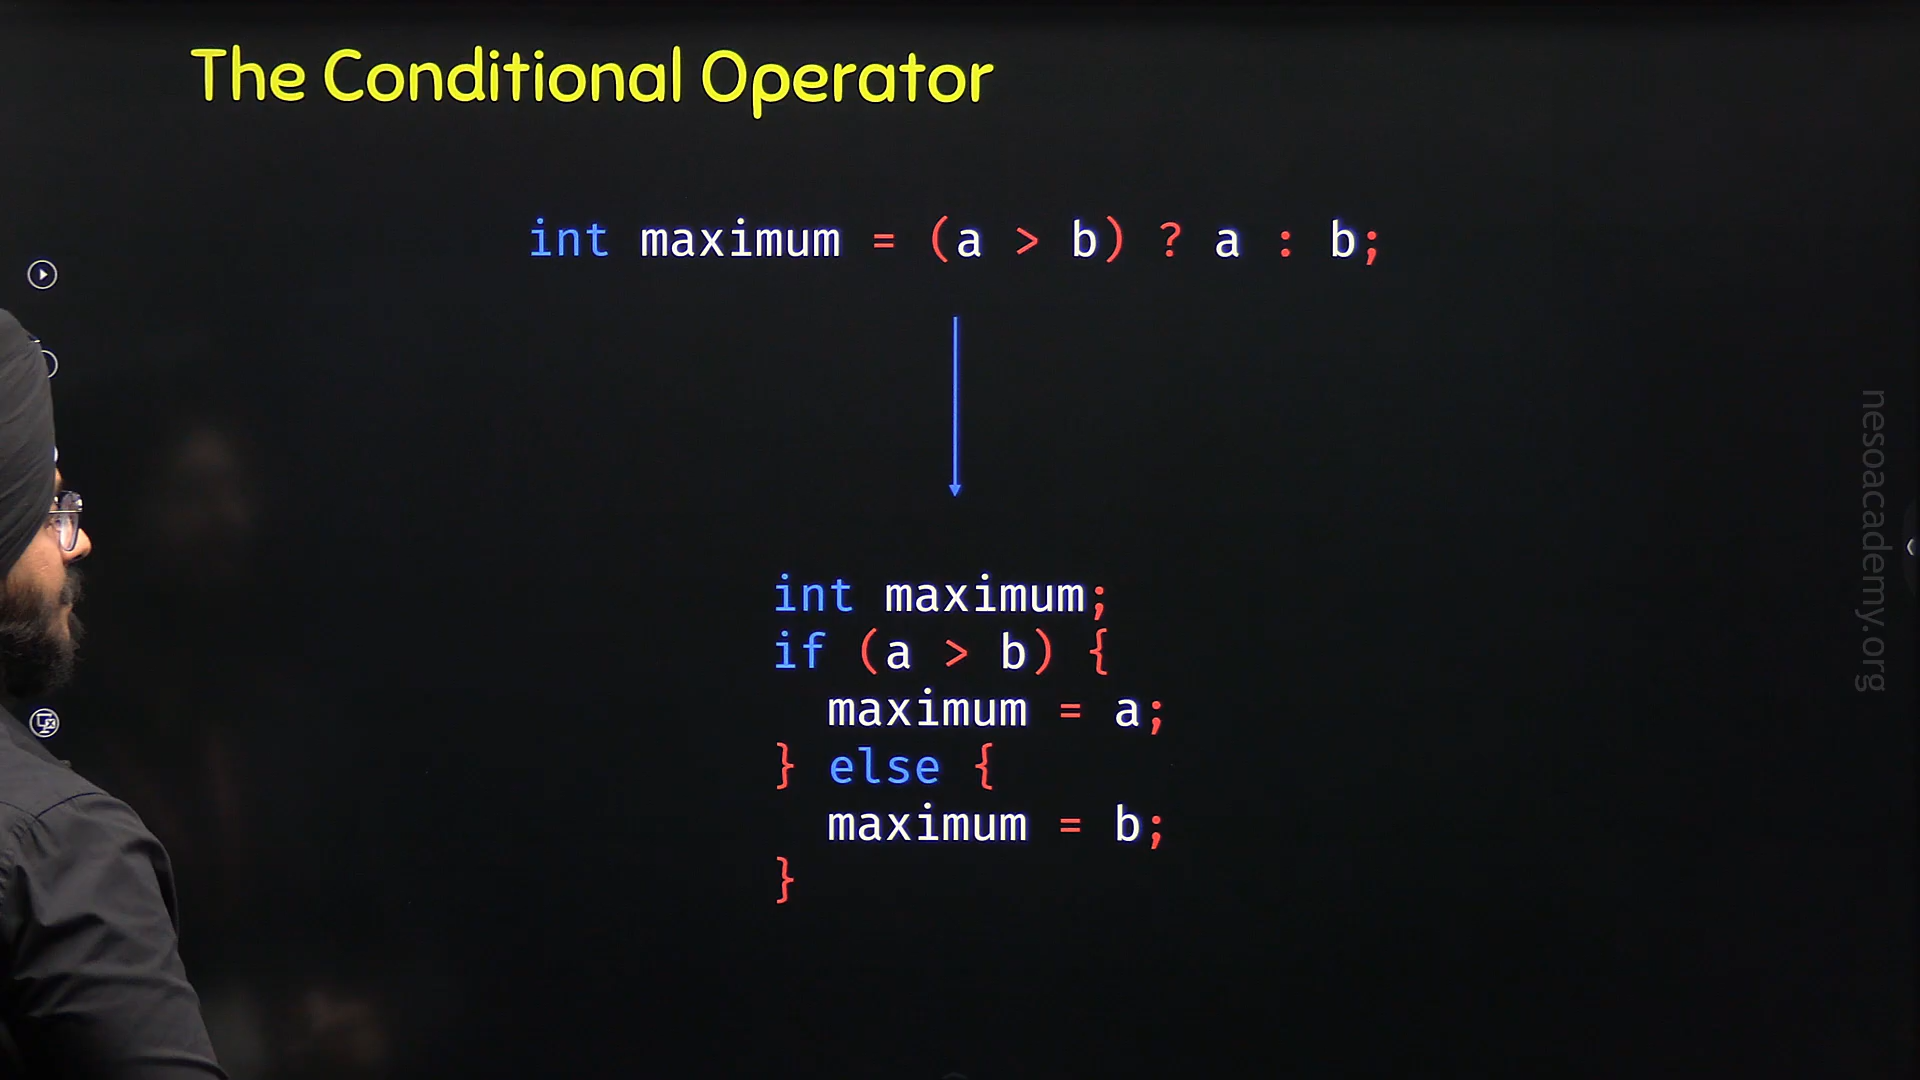 The Conditional Operator
int maximum = (a > b) ? a : b;
int maximum;
if (a > b) {
  maximum = a;
} else {
  maximum = b;
}
nesoacademy.org